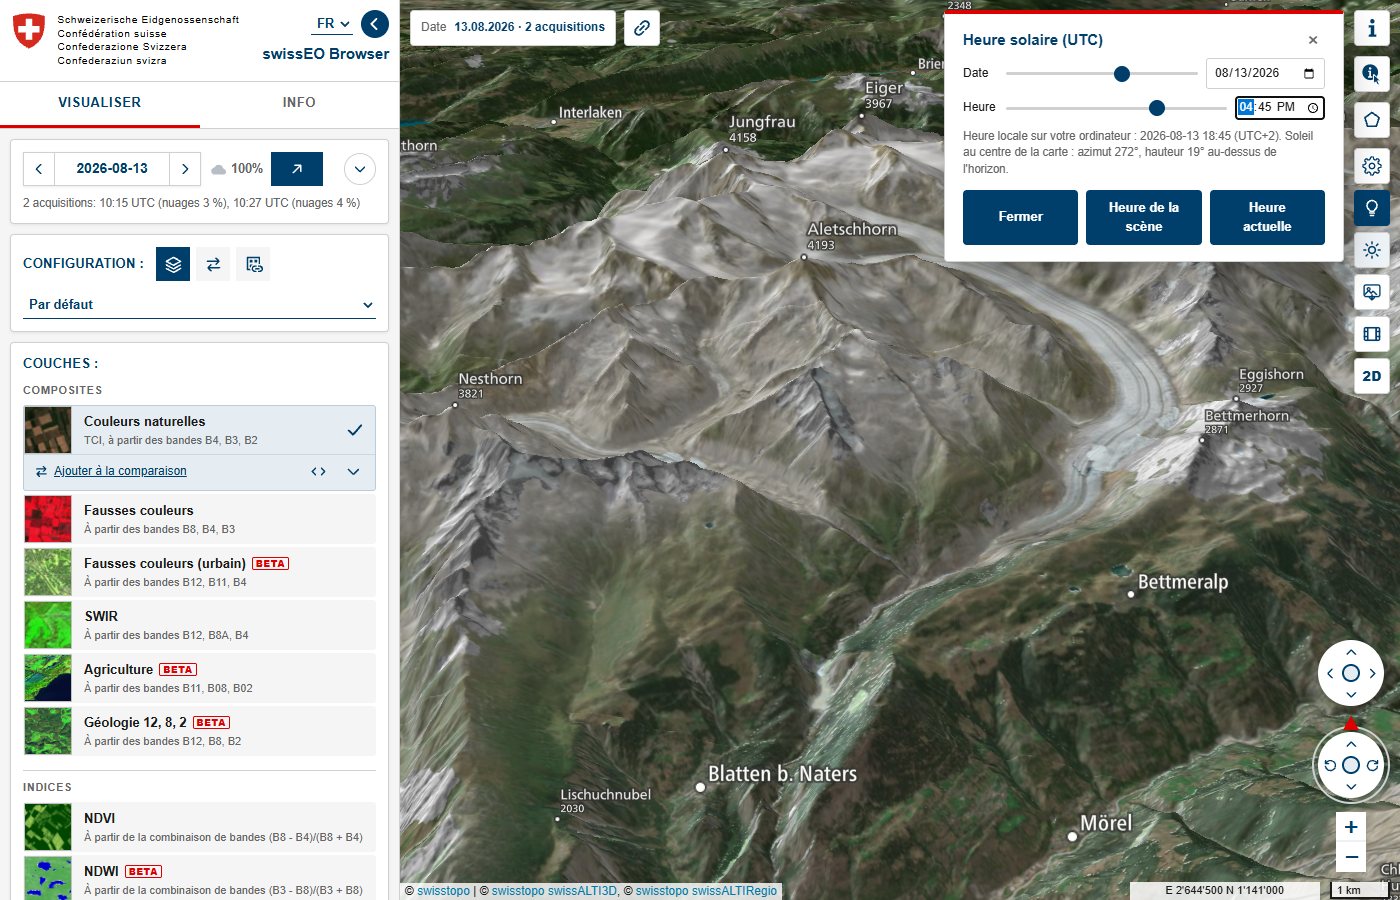 Schweizerische Eidgenossenschaft
Confédération suisse
Confederazione Svizzera
Confederaziun svizra
FR
swissEO Browser
VISUALISER
INFO
2026-08-13
100%
2 acquisitions: 10:15 UTC (nuages 3 %), 10:27 UTC (nuages 4 %)
CONFIGURATION :
Par défaut
COUCHES :
COMPOSITES
Couleurs naturelles
TCI, à partir des bandes B4, B3, B2
Ajouter à la comparaison
Fausses couleurs
À partir des bandes B8, B4, B3
Fausses couleurs (urbain) BETA
À partir des bandes B12, B11, B4
SWIR
À partir des bandes B12, B8A, B4
Agriculture BETA
À partir des bandes B11, B08, B02
Géologie 12, 8, 2 BETA
À partir des bandes B12, B8, B2
INDICES
NDVI
À partir de la combinaison de bandes (B8 - B4)/(B8 + B4)
NDWI BETA
À partir de la combinaison de bandes (B3 - B8)/(B3 + B8)
Date 13.08.2026 · 2 acquisitions
2348
Brien
Eiger
3967
Interlaken
Jungfrau
4158
thorn
Aletschhorn
4193
Nesthorn
3821
Eggishorn
2927
Bettmerhorn
2871
Bettmeralp
Blatten b. Naters
Lischuchnubel
2030
Mörel
Heure solaire (UTC)
Date
08/13/2026
Heure
04:45 PM
Heure locale sur votre ordinateur : 2026-08-13 18:45 (UTC+2). Soleil
au centre de la carte : azimut 272°, hauteur 19° au-dessus de
l'horizon.
Fermer
Heure de la
scène
Heure
actuelle
2D
© swisstopo | © swisstopo swissALTI3D, © swisstopo swissALTIRegio
E 2'644'500 N 1'141'000
1 km